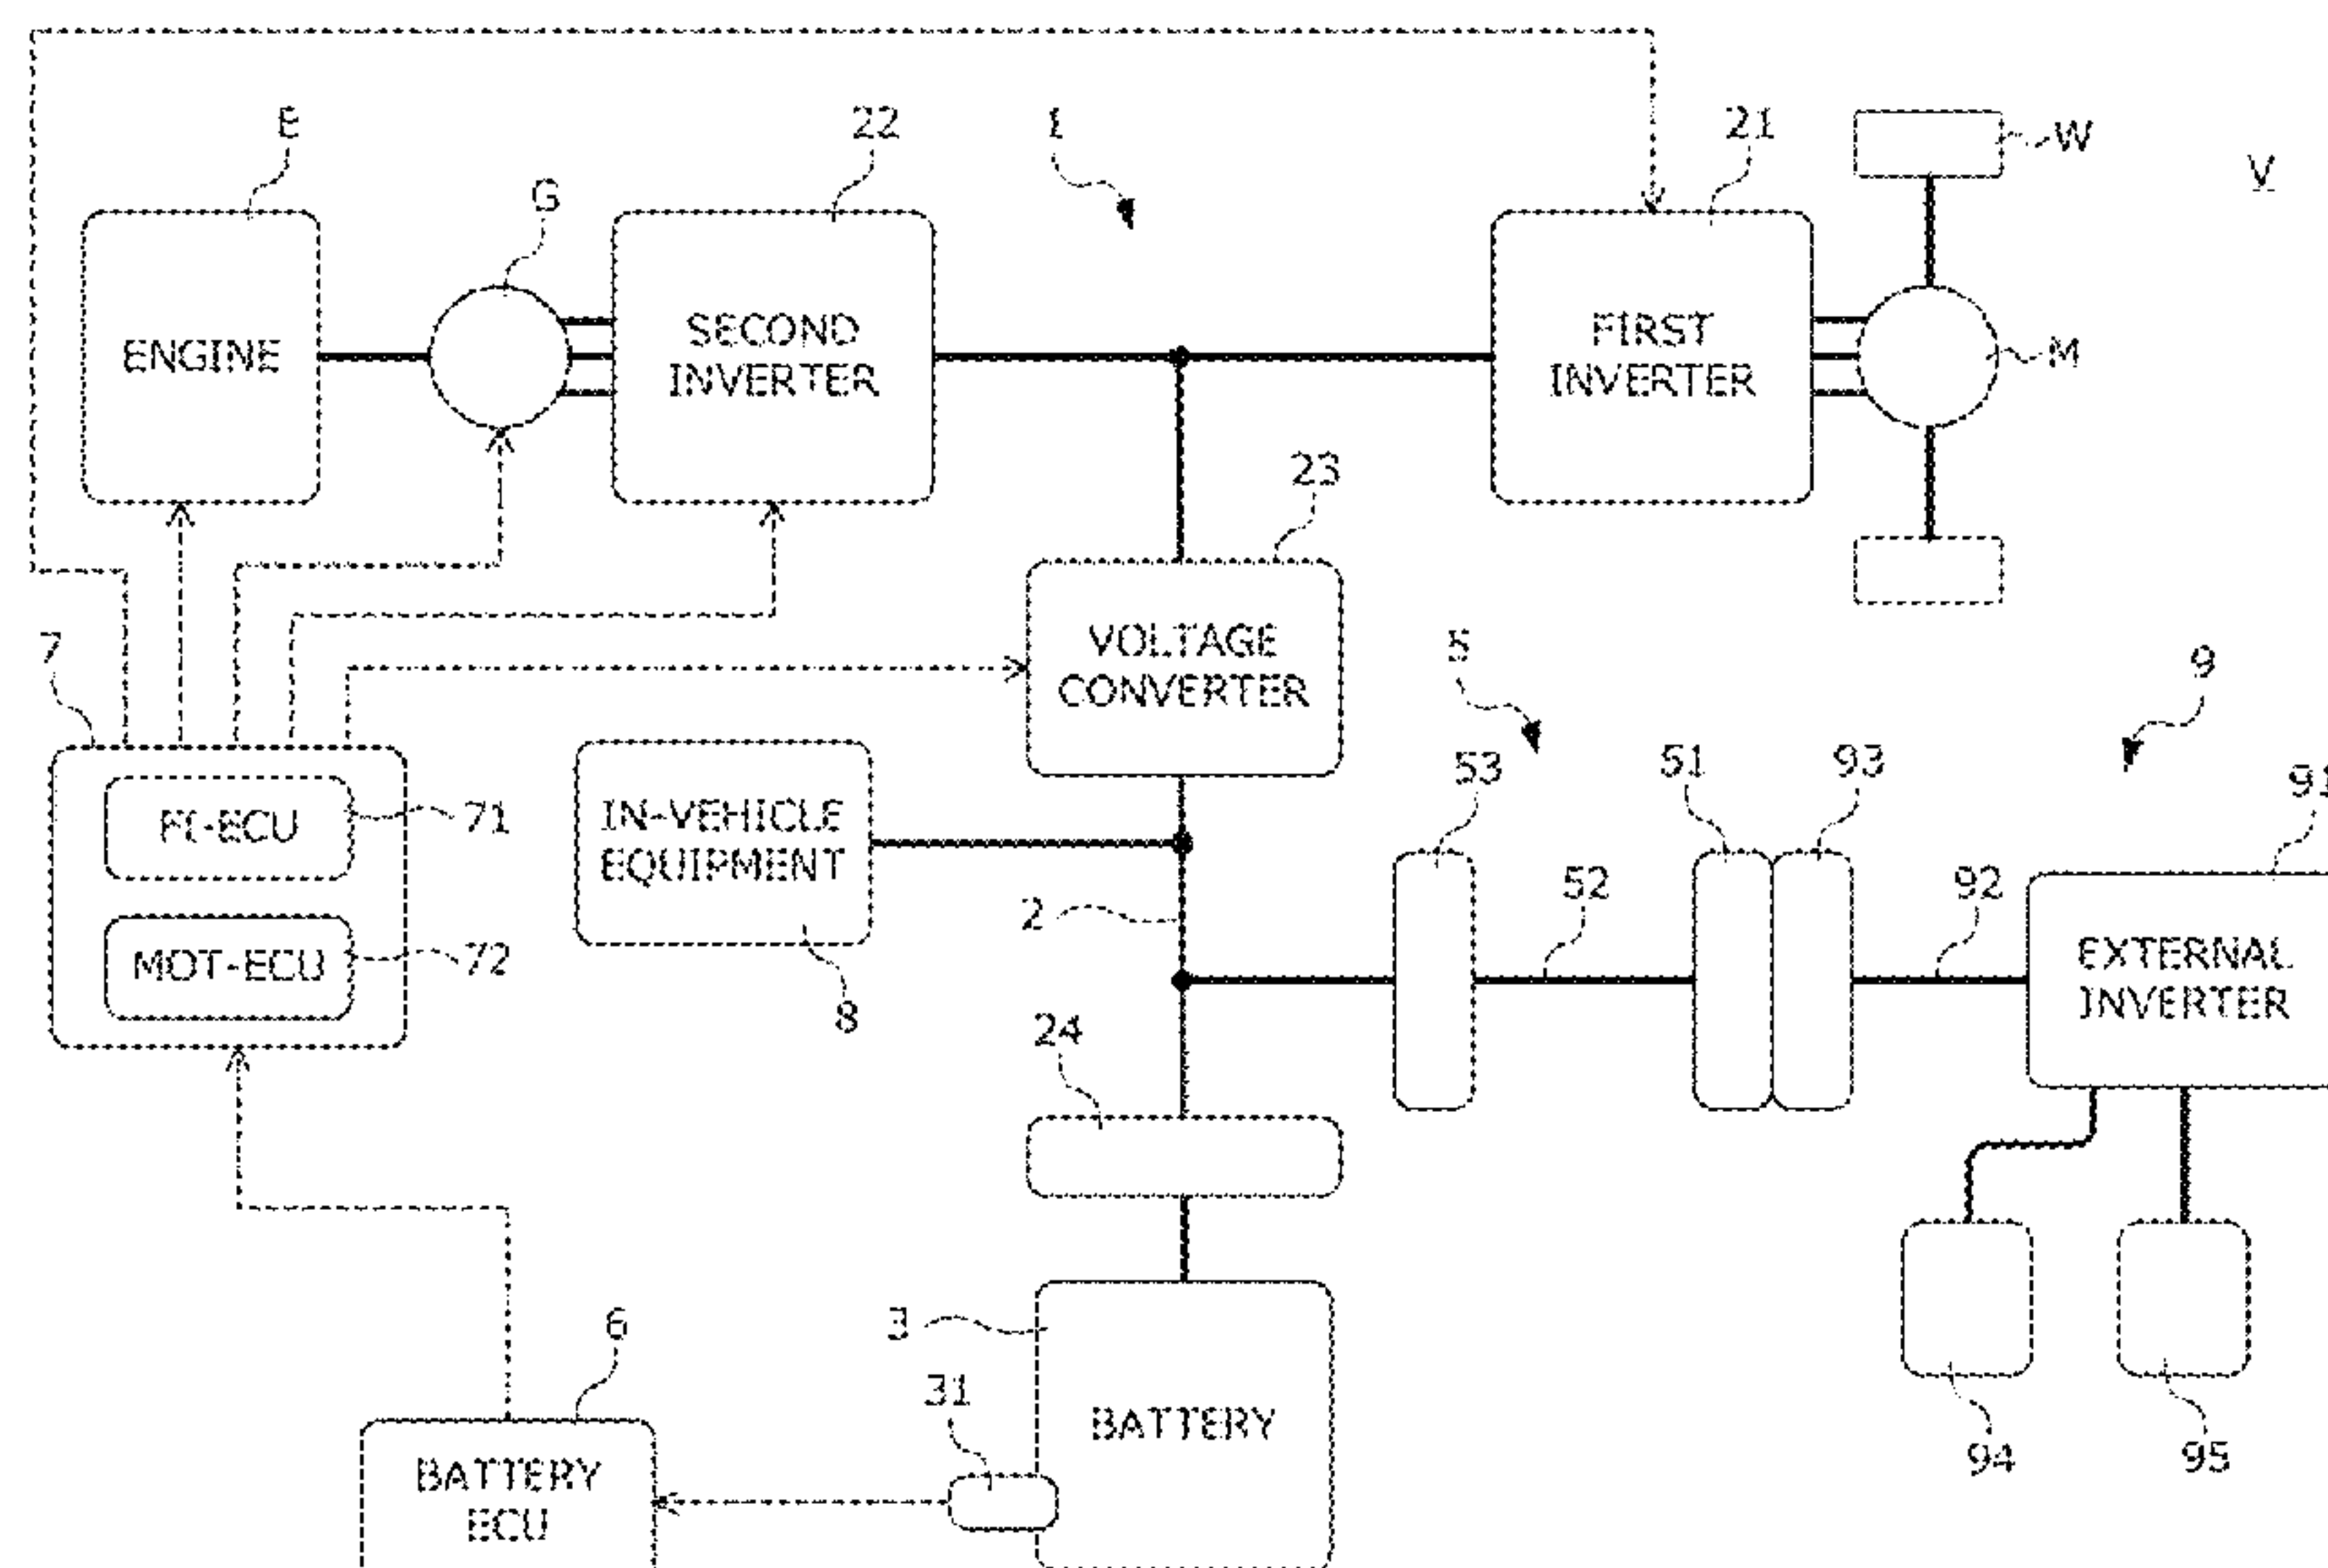 E
22
1
21
W
V
G
ENGINE
SECOND
INVERTER
FIRST
INVERTER
M
23
7
VOLTAGE
CONVERTER
5
9
53
51
93
91
FI-ECU
71
IN-VEHICLE
EQUIPMENT
52
92
2
MOT-ECU
72
EXTERNAL
INVERTER
8
24
6
3
31
BATTERY
94
95
BATTERY
ECU